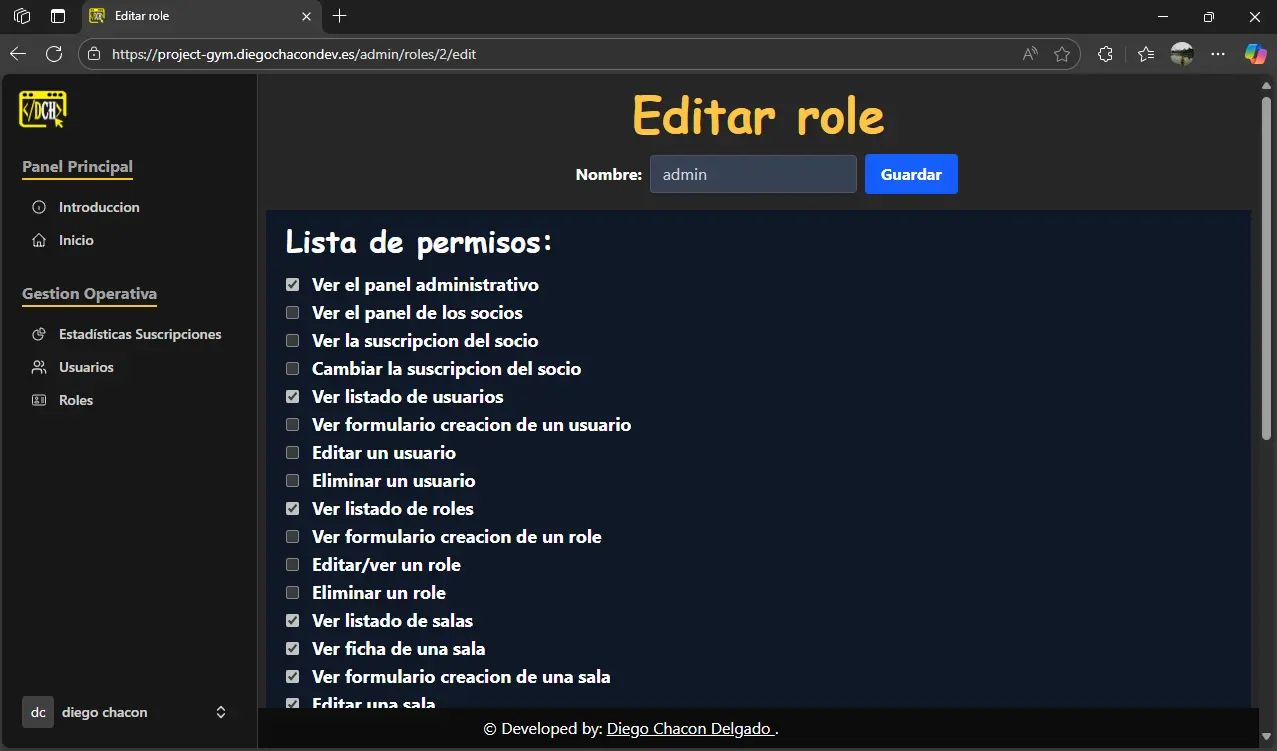 Editar role
https://project-gym.diegochacondev.es/admin/roles/2/edit
</DCH>
Panel Principal
Introduccion
Inicio
Gestion Operativa
Estadísticas Suscripciones
Usuarios
Roles
dc diego chacon
Editar role
Nombre: admin Guardar
Lista de permisos:
Ver el panel administrativo
Ver el panel de los socios
Ver la suscripcion del socio
Cambiar la suscripcion del socio
Ver listado de usuarios
Ver formulario creacion de un usuario
Editar un usuario
Eliminar un usuario
Ver listado de roles
Ver formulario creacion de un role
Editar/ver un role
Eliminar un role
Ver listado de salas
Ver ficha de una sala
Ver formulario creacion de una sala
Editar una sala
© Developed by: Diego Chacon Delgado .